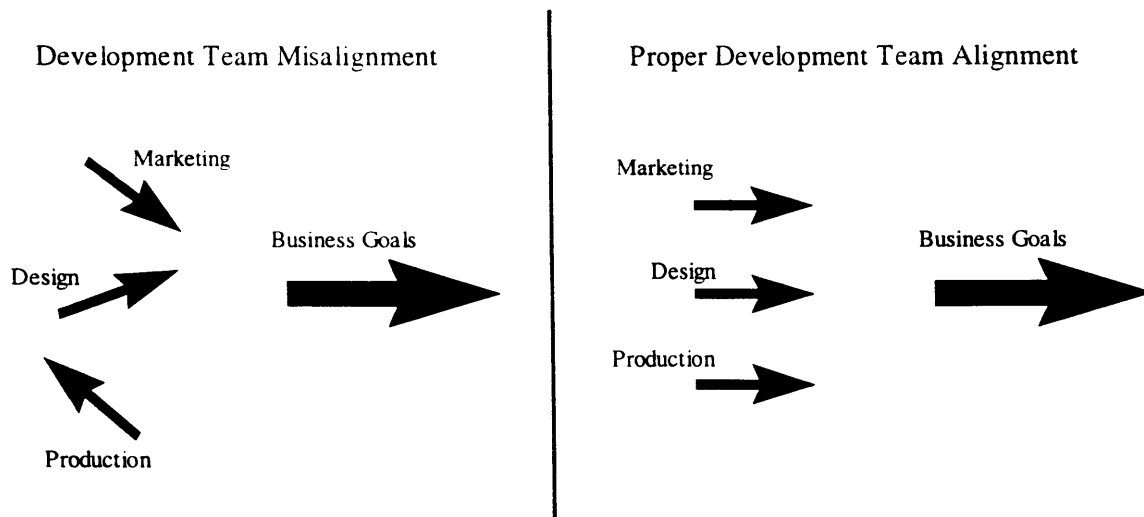 Development Team Misalignment
Marketing
Design
Business Goals
Production
Proper Development Team Alignment
Marketing
Design
Business Goals
Production